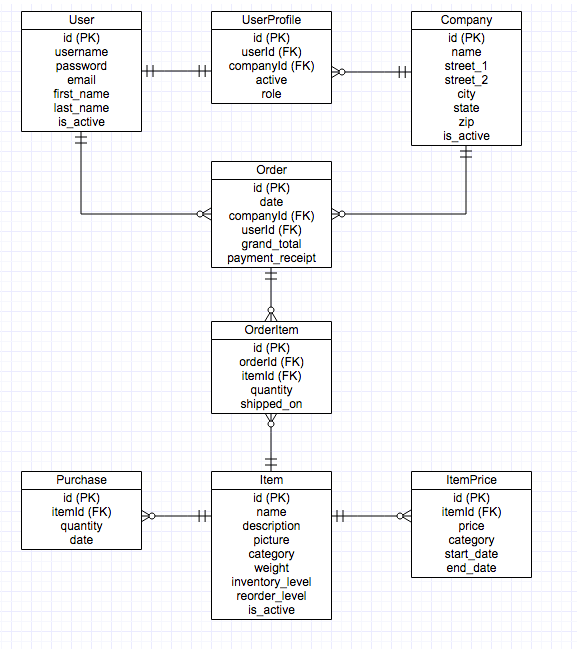 User
id (PK)
username
password
email
first_name
last_name
is_active
UserProfile
id (PK)
userId (FK)
companyId (FK)
active
role
Company
id (PK)
name
street_1
street_2
city
state
zip
is_active
Order
id (PK)
date
companyId (FK)
userId (FK)
grand_total
payment_receipt
OrderItem
id (PK)
orderId (FK)
itemId (FK)
quantity
shipped_on
Purchase
id (PK)
itemId (FK)
quantity
date
Item
id (PK)
name
description
picture
category
weight
inventory_level
reorder_level
is_active
ItemPrice
id (PK)
itemId (FK)
price
category
start_date
end_date